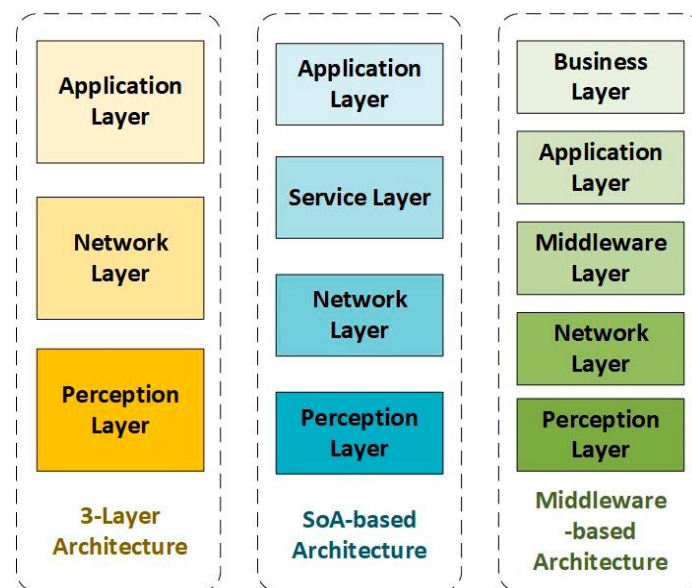 Application
Layer
Network
Layer
Perception
Layer
3-Layer
Architecture
Application
Layer
Service Layer
Network
Layer
Perception
Layer
SoA-based
Architecture
Business
Layer
Application
Layer
Middleware
Layer
Network
Layer
Perception
Layer
Middleware
-based
Architecture